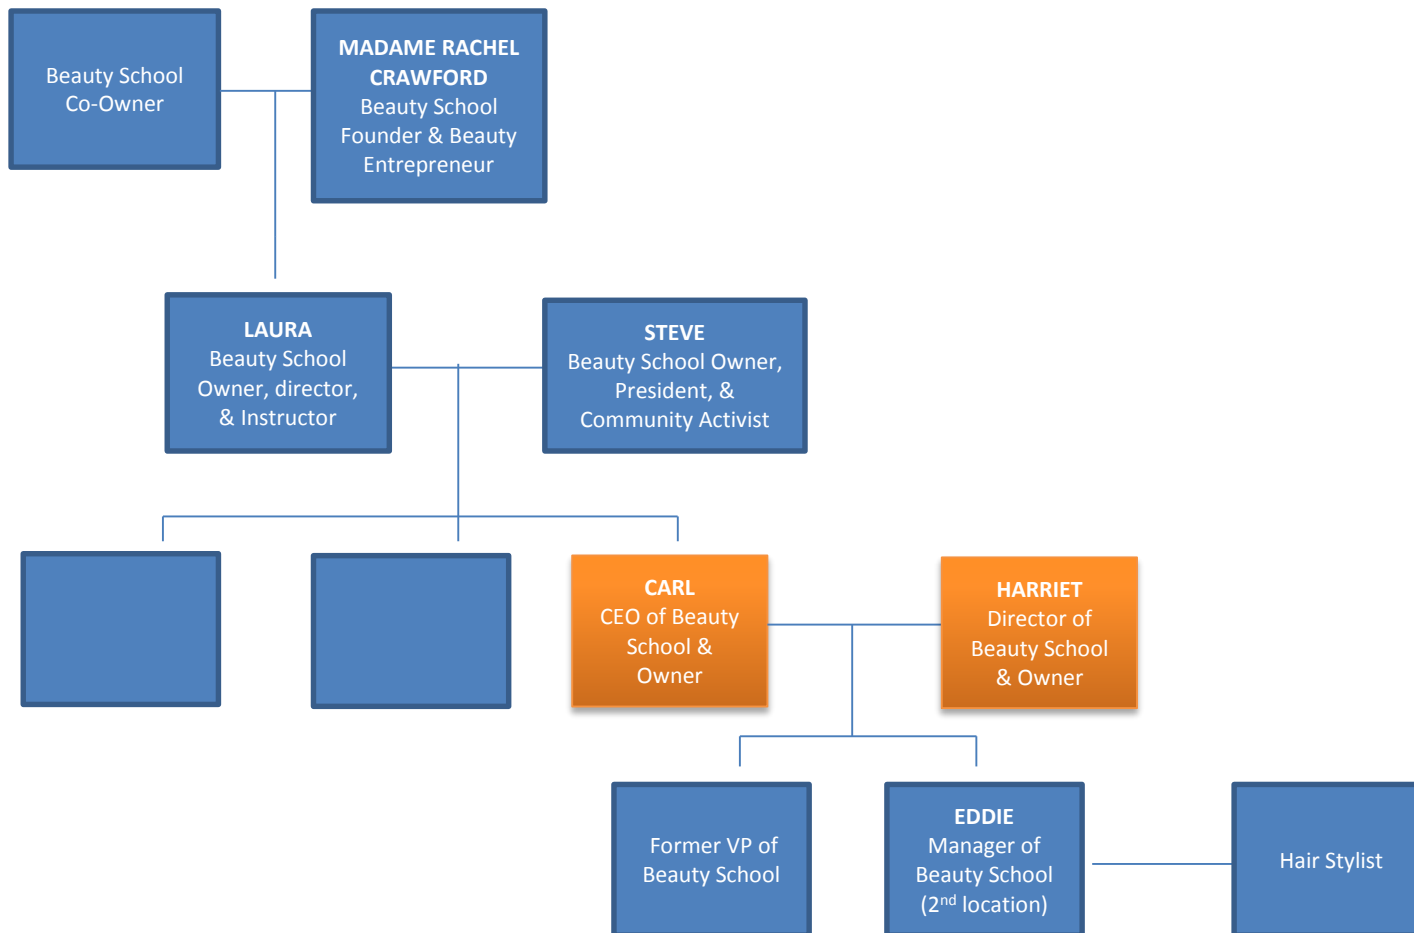 Beauty School
Co-Owner
MADAME RACHEL
CRAWFORD
Beauty School
Founder & Beauty
Entrepreneur
LAURA
Beauty School
Owner, director,
& Instructor
STEVE
Beauty School Owner,
President, &
Community Activist
CARL
CEO of Beauty
School &
Owner
HARRIET
Director of
Beauty School
& Owner
Former VP of
Beauty School
EDDIE
Manager of
Beauty School
(2nd location)
Hair Stylist